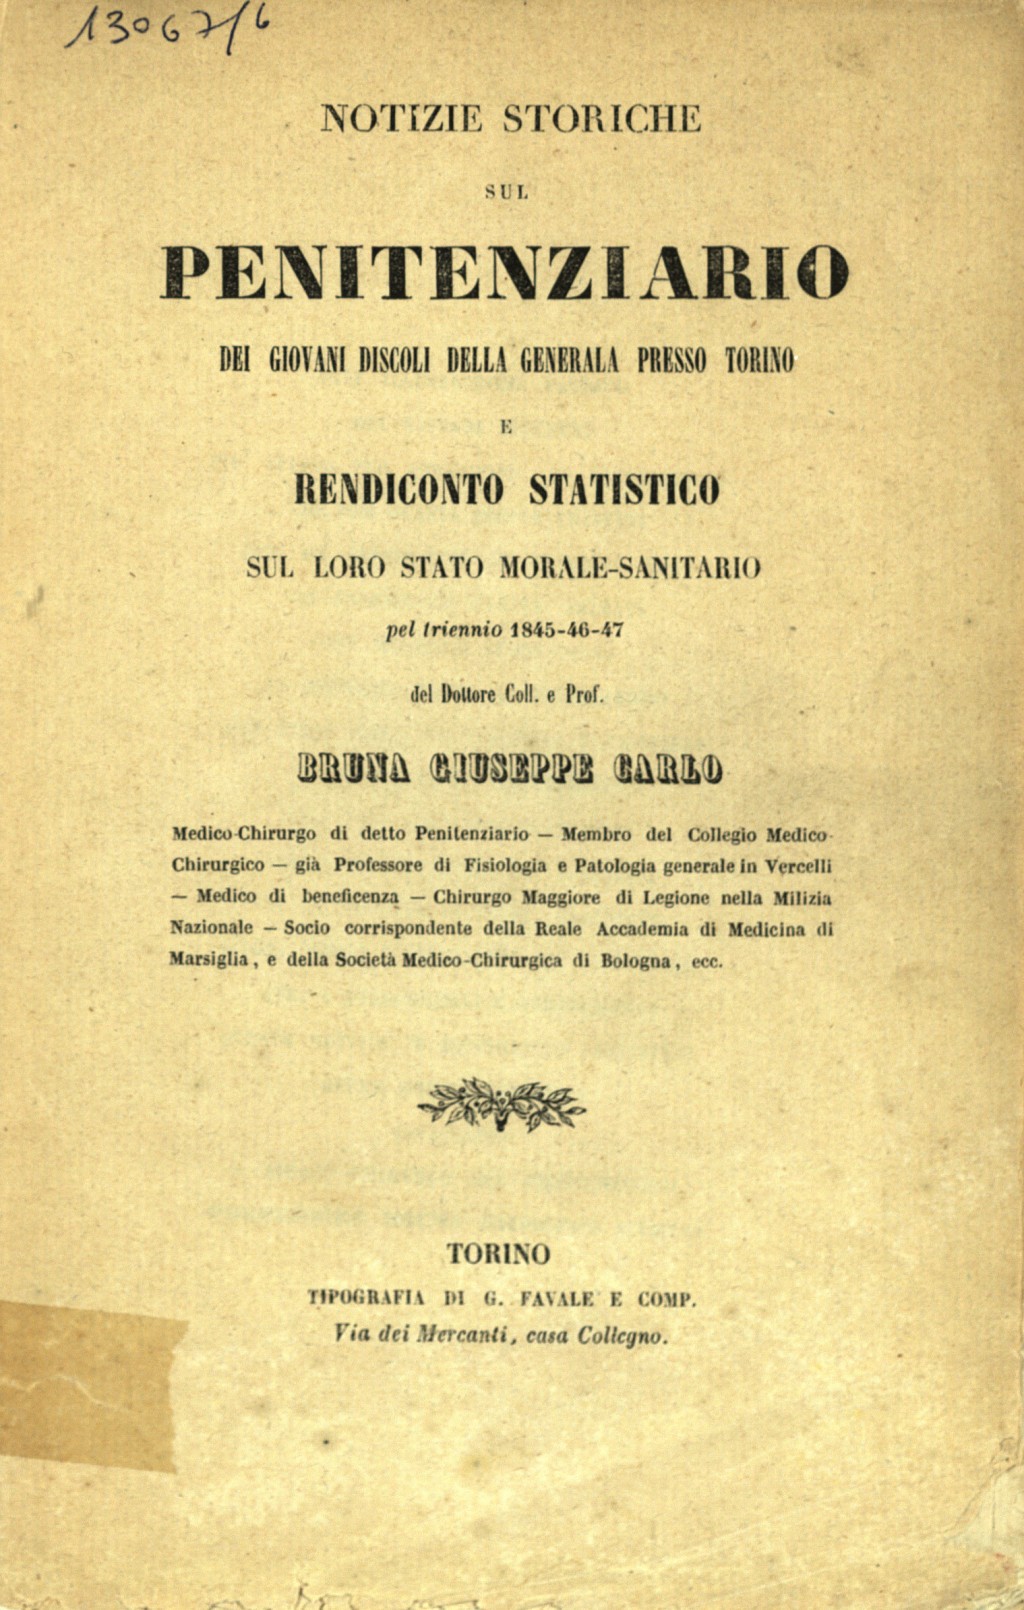 13067/6
NOTIZIE STORICHE
SUL
PENITENZIARIO
DEI GIOVANI DISCOLI DELLA GENERALA PRESSO TORINO
E
RENDICONTO STATISTICO
SUL LORO STATO MORALE-SANITARIO
pel triennio 1845-46-47
del Dottore Coll. e Prof.
BRUNA GIUSEPPE CARLO
Medico-Chirurgo di detto Penitenziario — Membro del Collegio Medico-
Chirurgico — già Professore di Fisiologia e Patologia generale in Vercelli
— Medico di beneficenza — Chirurgo Maggiore di Legione nella Milizia
Nazionale — Socio corrispondente della Reale Accademia di Medicina di
Marsiglia, e della Società Medico-Chirurgica di Bologna, ecc.
TORINO
TIPOGRAFIA DI G. FAVALE E COMP.
Via dei Mercanti, casa Collegno.